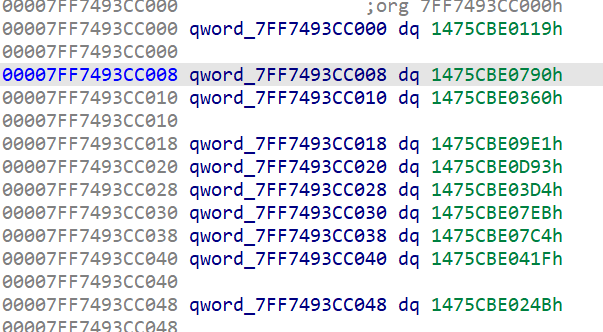 00007FF7493CC000 ;org 7FF7493CC000h
00007FF7493CC000 qword_7FF7493CC000 dq 1475CBE0119h
00007FF7493CC000
00007FF7493CC008 qword_7FF7493CC008 dq 1475CBE0790h
00007FF7493CC010 qword_7FF7493CC010 dq 1475CBE0360h
00007FF7493CC010
00007FF7493CC018 qword_7FF7493CC018 dq 1475CBE09E1h
00007FF7493CC020 qword_7FF7493CC020 dq 1475CBE0D93h
00007FF7493CC028 qword_7FF7493CC028 dq 1475CBE03D4h
00007FF7493CC030 qword_7FF7493CC030 dq 1475CBE07EBh
00007FF7493CC038 qword_7FF7493CC038 dq 1475CBE07C4h
00007FF7493CC040 qword_7FF7493CC040 dq 1475CBE041Fh
00007FF7493CC040
00007FF7493CC048 qword_7FF7493CC048 dq 1475CBE024Bh
00007FF7493CC048